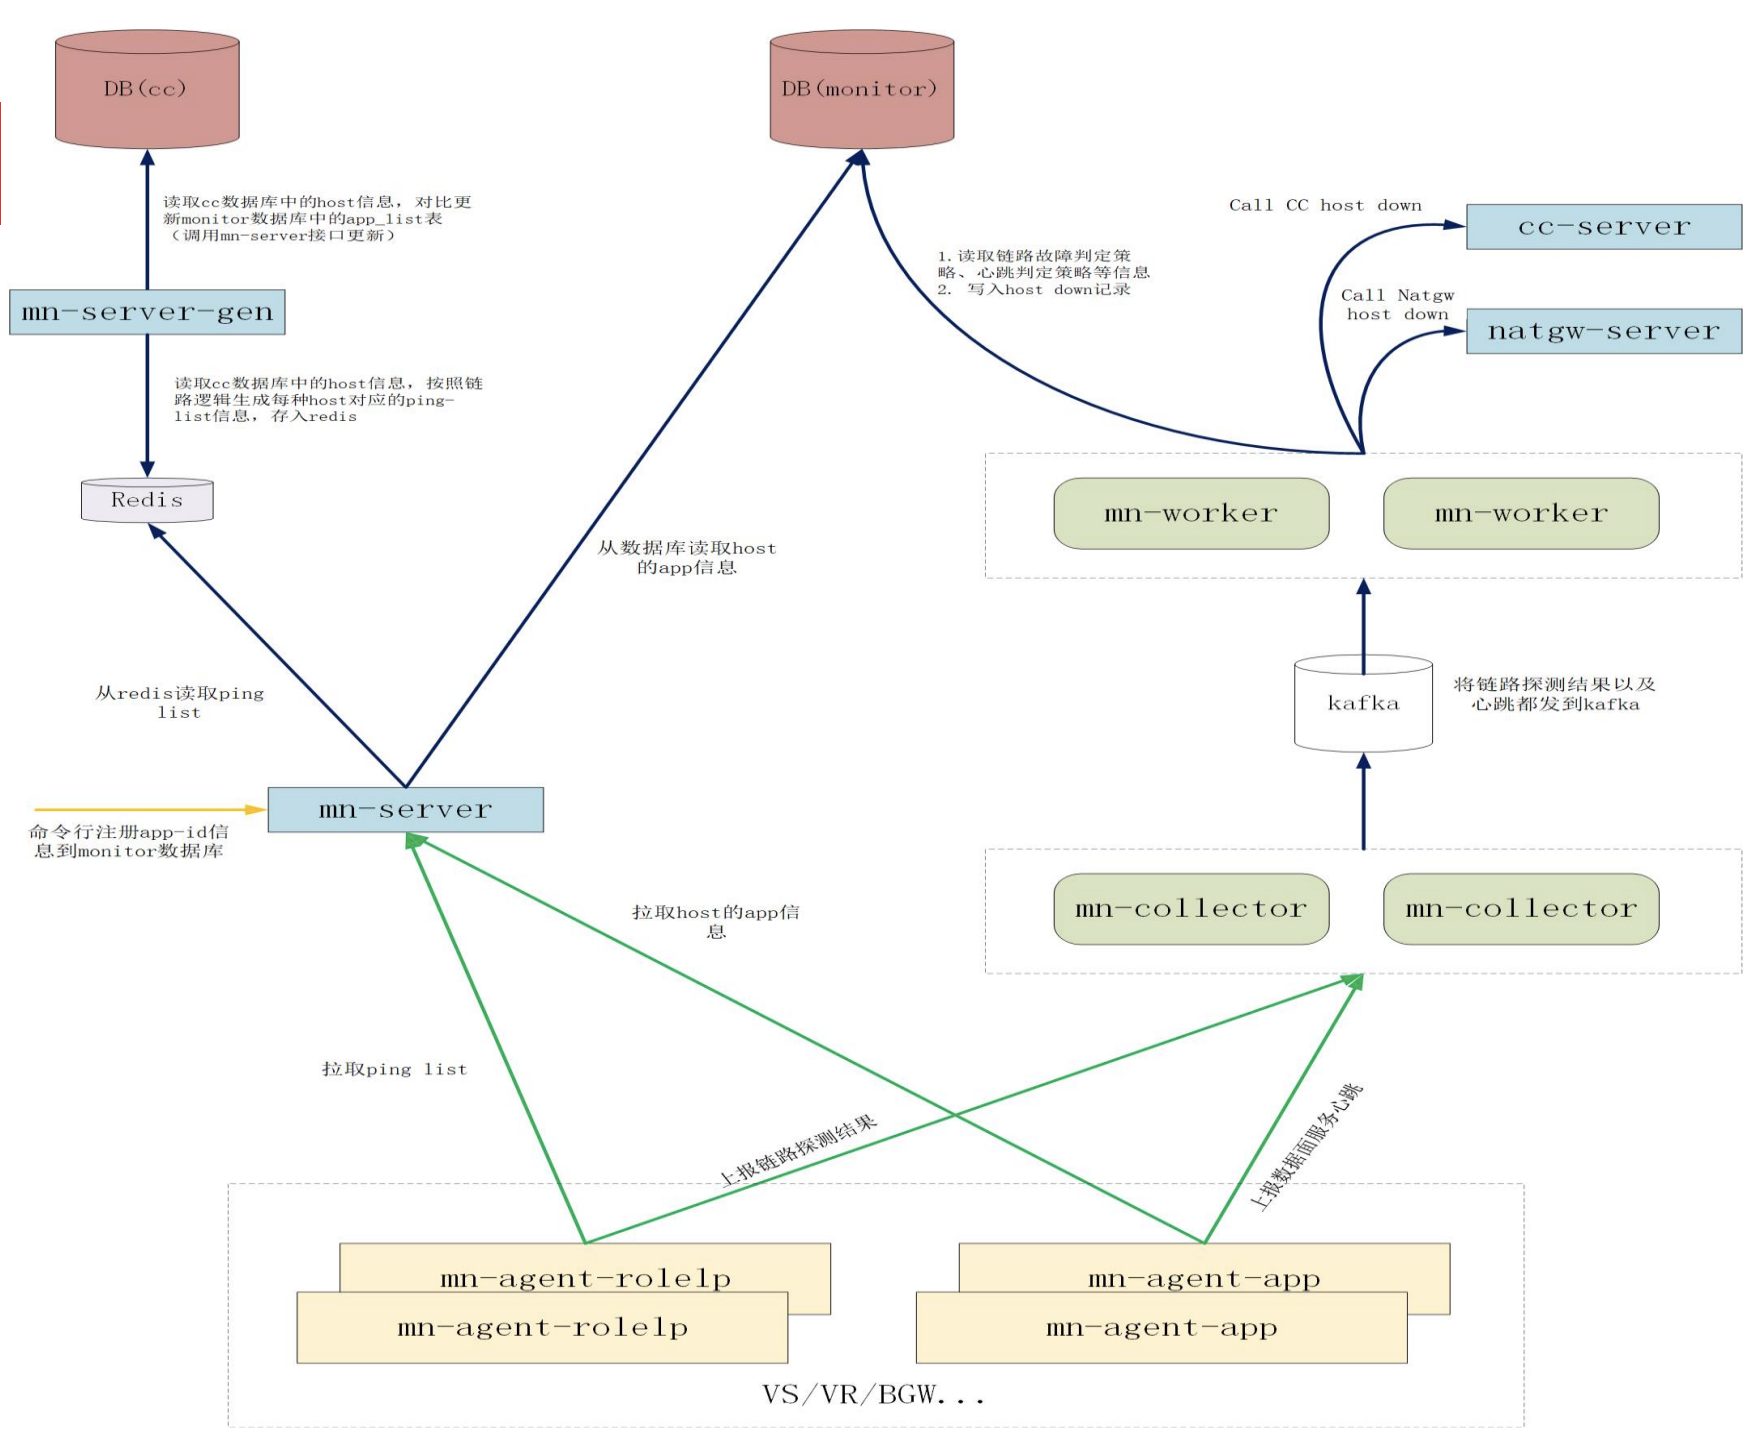 DB(cc)
DB(monitor)
读取cc数据库中的host信息，对比更
新monitor数据库中的app_list表
（调用mn-server接口更新）
Call CC host down
cc-server
1.读取链路故障判定策
略、心跳判定策略等信息
2. 写入host down记录
mn-server-gen
Call Natgw
host down
natgw-server
读取cc数据库中的host信息，按照链
路逻辑生成每种host对应的ping-
list信息，存入redis
Redis
mn-worker
mn-worker
从数据库读取host
的app信息
从redis读取ping
list
kafka
将链路探测结果以及
心跳都发到kafka
mn-server
命令行注册app-id信
息到monitor数据库
mn-collector
mn-collector
拉取host的app信
息
拉取ping list
上报链路探测结果
上报数据面服务心跳
mn-agent-rolelp
mn-agent-app
mn-agent-rolelp
mn-agent-app
VS/VR/BGW...